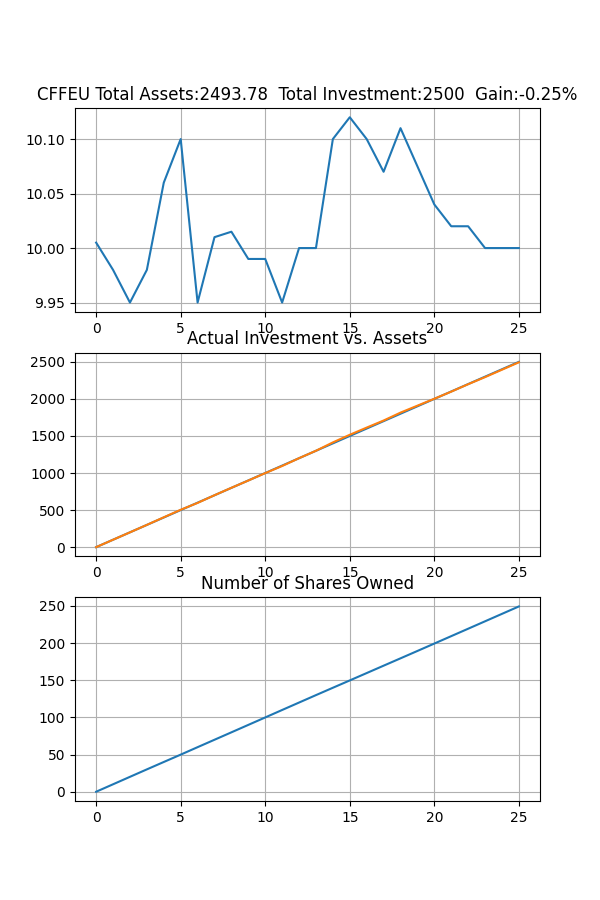 CFFEU Total Assets:2493.78  Total Investment:2500  Gain:-0.25%
10.10
10.05
10.00
9.95
0 5 10 15 20 25
Actual Investment vs. Assets
2500
2000
1500
1000
500
0
0 5 10 15 20 25
Number of Shares Owned
250
200
150
100
50
0
0 5 10 15 20 25